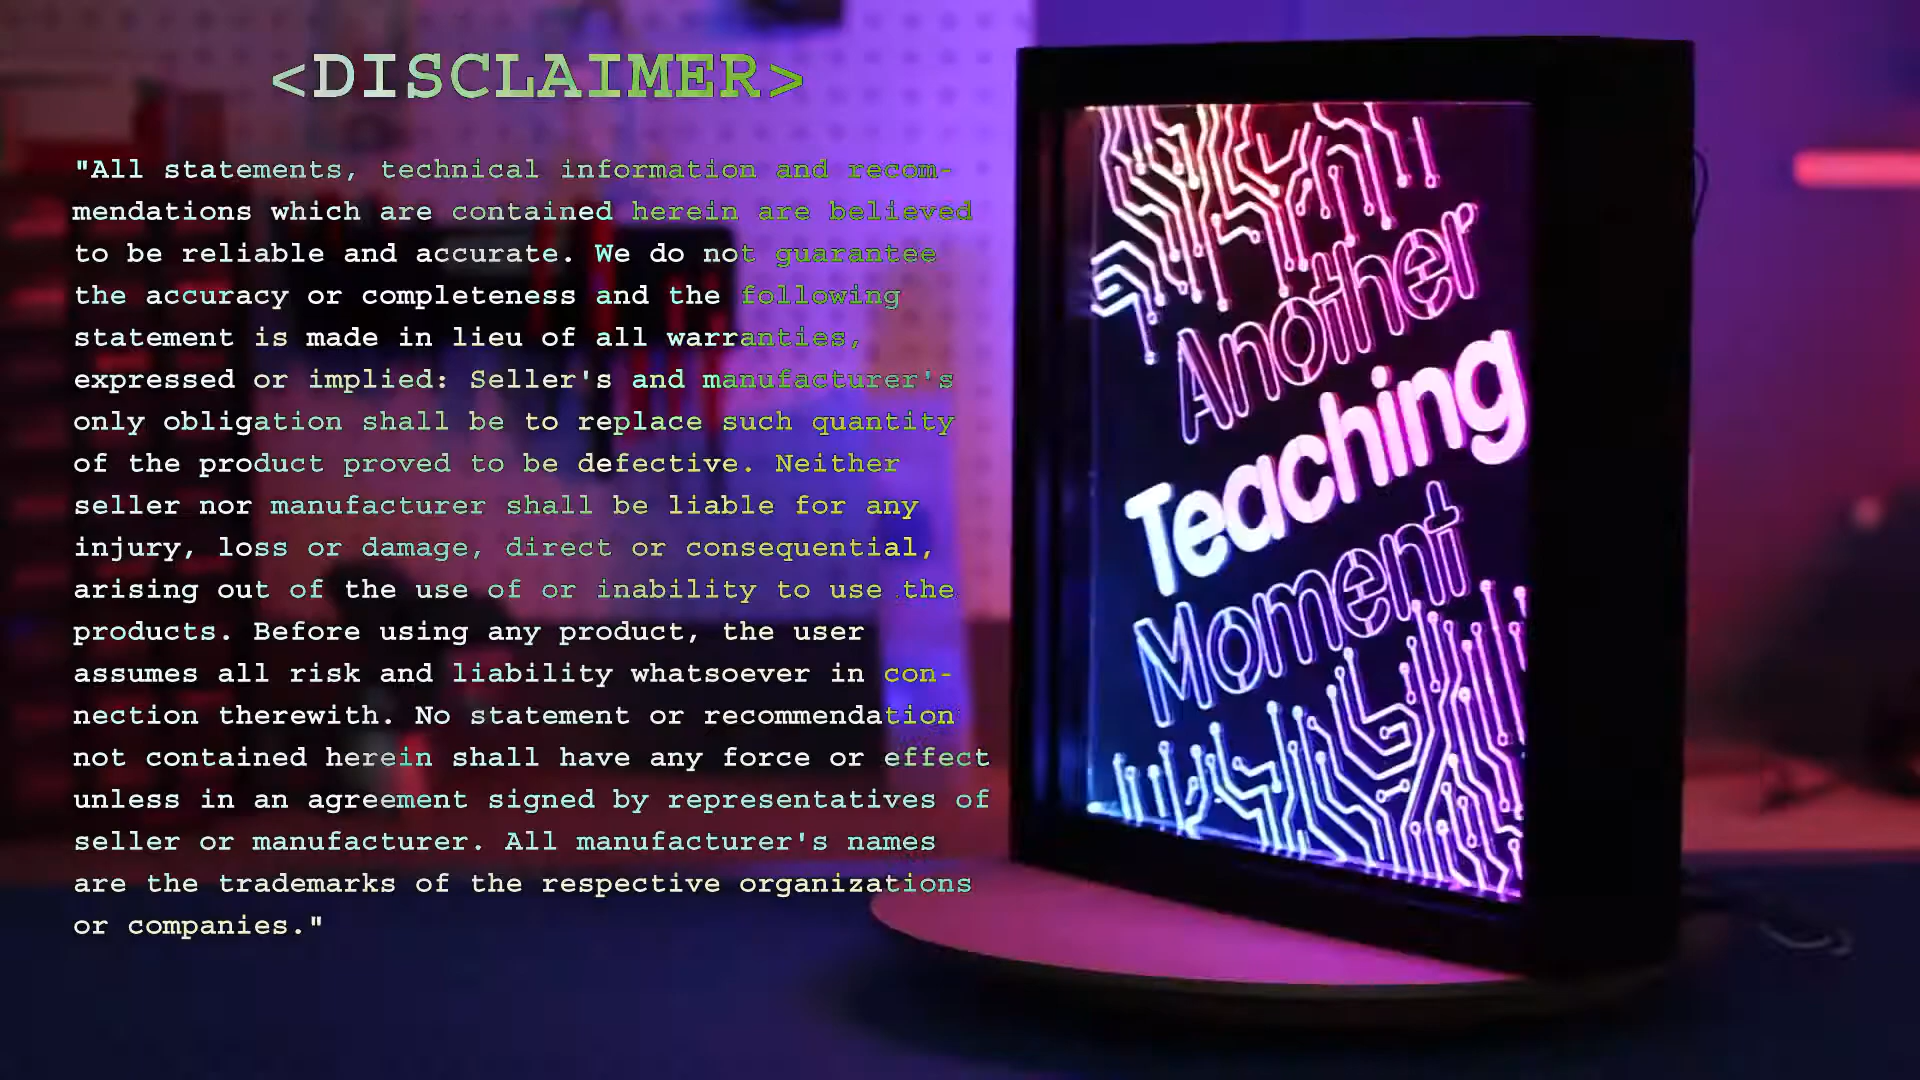 <DISCLAIMER>
"All statements, technical information and recom-
mendations which are contained herein are believed
to be reliable and accurate. We do not guarantee
the accuracy or completeness and the following
statement is made in lieu of all warranties,
expressed or implied: Seller's and manufacturer's
only obligation shall be to replace such quantity
of the product proved to be defective. Neither
seller nor manufacturer shall be liable for any
injury, loss or damage, direct or consequential,
arising out of the use of or inability to use the
products. Before using any product, the user
assumes all risk and liability whatsoever in con-
nection therewith. No statement or recommendation
not contained herein shall have any force or effect
unless in an agreement signed by representatives of
seller or manufacturer. All manufacturer's names
are the trademarks of the respective organizations
or companies."
Another
Teaching
Moment